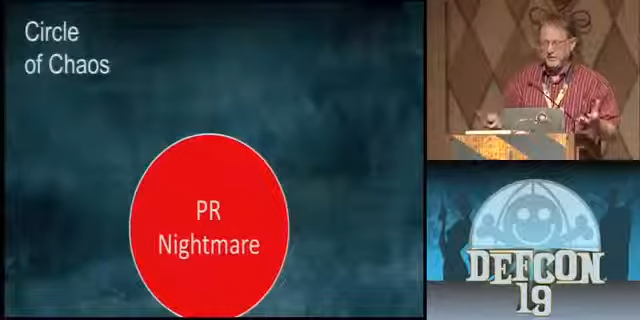 Circle
of Chaos
PR
Nightmare
DEFCON
19